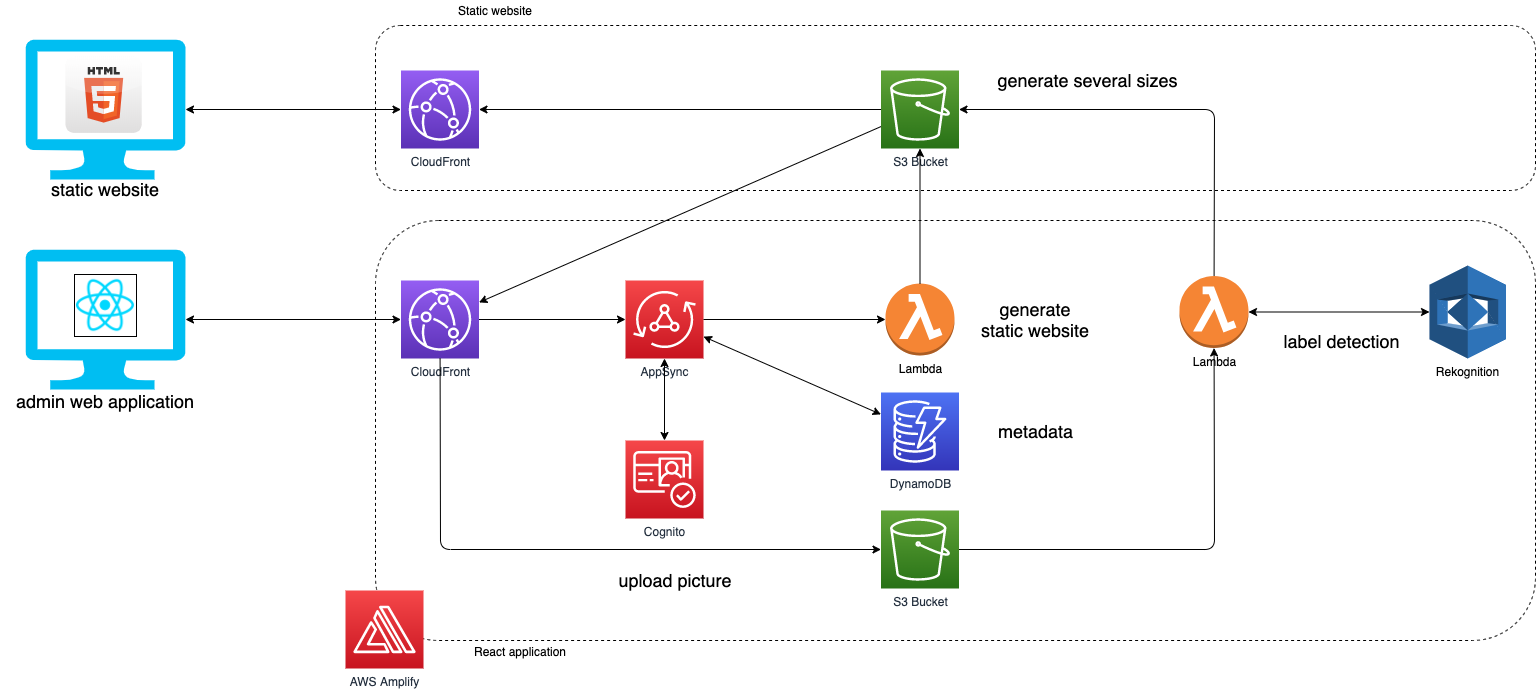 Static website
HTML
5
generate several sizes
CloudFront
S3 Bucket
static website
generate
static website
label detection
Lambda
CloudFront
AppSync
Lambda
Rekognition
admin web application
metadata
DynamoDB
Cognito
upload picture
S3 Bucket
React application
AWS Amplify